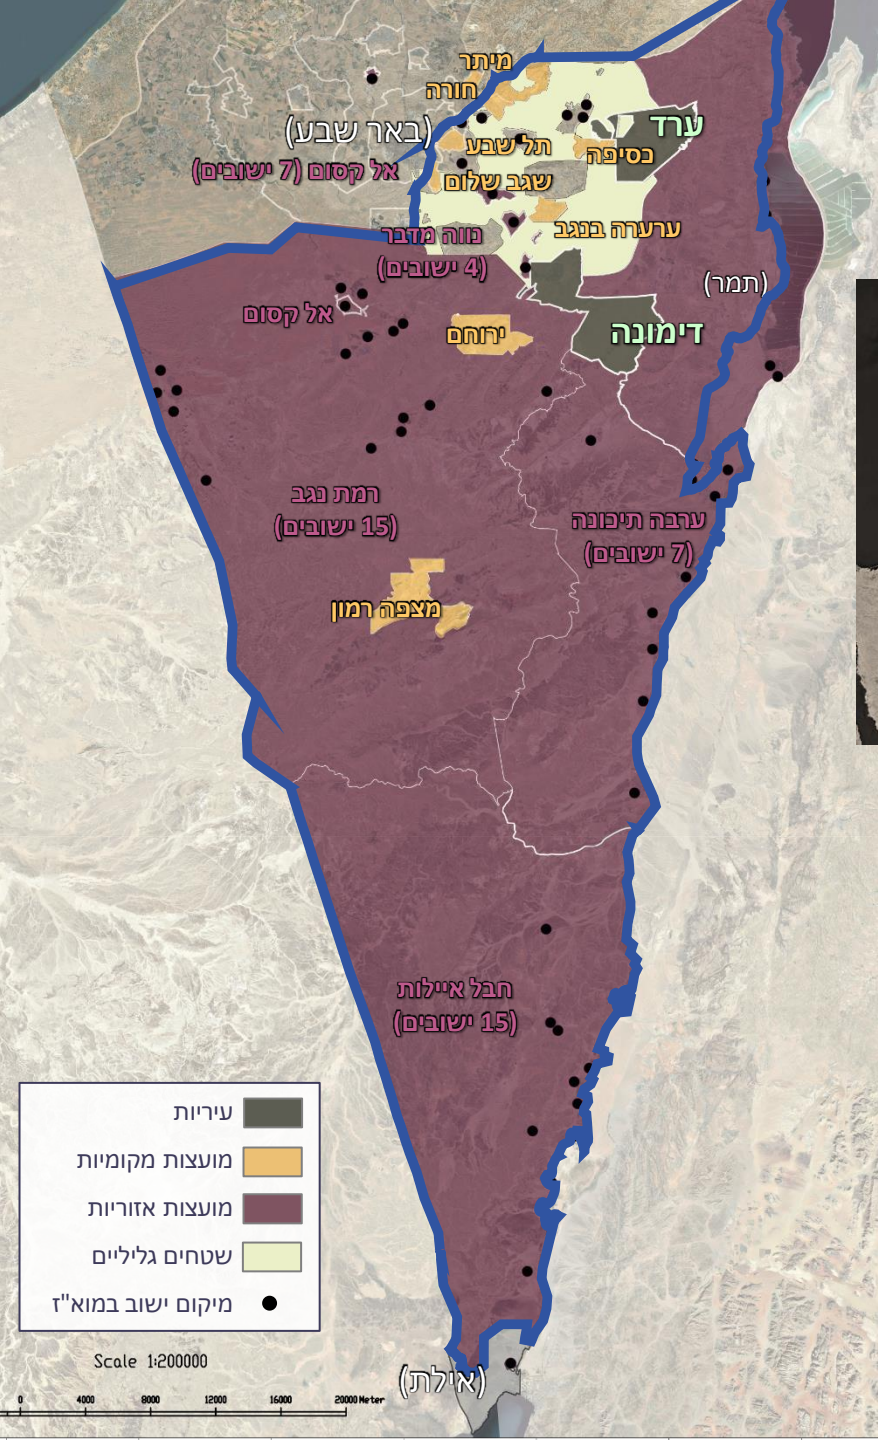 מיתר
חורה
(באר שבע)
ערד
תל שבע
כסיפה
אל קסום (7 ישובים)
שגב שלום
ערערה בנגב
נווה מדבר
(4 ישובים)
(תמר)
אל קסום
ירוחם
דימונה
רמת נגב
(15 ישובים)
ערבה תיכונה
(7 ישובים)
מצפה רמון
חבל איילות
(15 ישובים)
עיריות
מועצות מקומיות
מועצות אזוריות
שטחים גליליים
מיקום ישוב במוא"ז
Scale 1:200000
0 4000 8000 12000 16000 20000 Meter
(אילת)